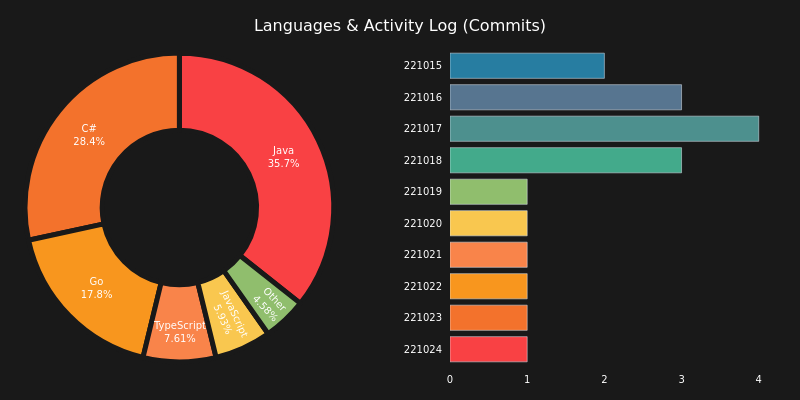 Languages & Activity Log (Commits)
C#
28.4%
Java
35.7%
Go
17.8%
TypeScript
7.61%
JavaScript
5.93%
Other
4.58%
221015
221016
221017
221018
221019
221020
221021
221022
221023
221024
0 1 2 3 4